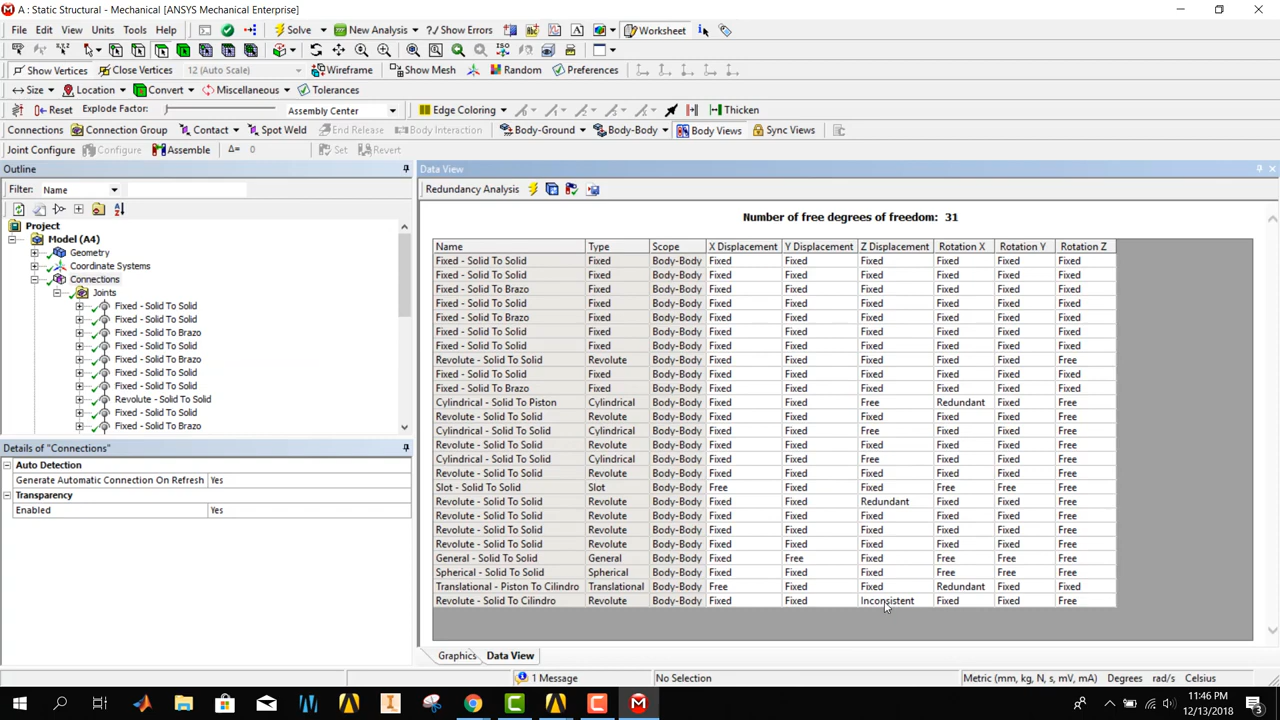 A : Static Structural - Mechanical [ANSYS Mechanical Enterprise]
File Edit View Units Tools Help Solve New Analysis ? / Show Errors Worksheet
Show Vertices Close Vertices 12 (Auto Scale) Wireframe Show Mesh Random Preferences
Size Location Convert Miscellaneous Tolerances
Reset Explode Factor: Assembly Center Edge Coloring Thicken
Connections Connection Group Contact Spot Weld End Release Body Interaction Body-Ground Body-Body Body Views Sync Views
Joint Configure Configure Assemble Δ= 0 Set Revert
Outline
Filter: Name
Project
Model (A4)
Geometry
Coordinate Systems
Connections
Joints
Fixed - Solid To Solid
Fixed - Solid To Solid
Fixed - Solid To Brazo
Fixed - Solid To Solid
Fixed - Solid To Brazo
Fixed - Solid To Solid
Fixed - Solid To Solid
Revolute - Solid To Solid
Fixed - Solid To Solid
Fixed - Solid To Brazo
Details of "Connections"
Auto Detection
Generate Automatic Connection On Refresh Yes
Transparency
Enabled Yes
Data View
Redundancy Analysis
Number of free degrees of freedom: 31
Name Type Scope X Displacement Y Displacement Z Displacement Rotation X Rotation Y Rotation Z
Fixed - Solid To Solid Fixed Body-Body Fixed Fixed Fixed Fixed Fixed Fixed
Fixed - Solid To Solid Fixed Body-Body Fixed Fixed Fixed Fixed Fixed Fixed
Fixed - Solid To Brazo Fixed Body-Body Fixed Fixed Fixed Fixed Fixed Fixed
Fixed - Solid To Solid Fixed Body-Body Fixed Fixed Fixed Fixed Fixed Fixed
Fixed - Solid To Brazo Fixed Body-Body Fixed Fixed Fixed Fixed Fixed Fixed
Fixed - Solid To Solid Fixed Body-Body Fixed Fixed Fixed Fixed Fixed Fixed
Fixed - Solid To Solid Fixed Body-Body Fixed Fixed Fixed Fixed Fixed Fixed
Revolute - Solid To Solid Revolute Body-Body Fixed Fixed Fixed Fixed Fixed Free
Fixed - Solid To Solid Fixed Body-Body Fixed Fixed Fixed Fixed Fixed Fixed
Fixed - Solid To Brazo Fixed Body-Body Fixed Fixed Fixed Fixed Fixed Fixed
Cylindrical - Solid To Piston Cylindrical Body-Body Fixed Fixed Free Redundant Fixed Free
Revolute - Solid To Solid Revolute Body-Body Fixed Fixed Fixed Fixed Fixed Free
Cylindrical - Solid To Solid Cylindrical Body-Body Fixed Fixed Free Fixed Fixed Free
Revolute - Solid To Solid Revolute Body-Body Fixed Fixed Fixed Fixed Fixed Free
Cylindrical - Solid To Solid Cylindrical Body-Body Fixed Fixed Free Fixed Fixed Free
Revolute - Solid To Solid Revolute Body-Body Fixed Fixed Fixed Fixed Fixed Free
Slot - Solid To Solid Slot Body-Body Free Fixed Fixed Free Free Free
Revolute - Solid To Solid Revolute Body-Body Fixed Fixed Redundant Fixed Fixed Free
Revolute - Solid To Solid Revolute Body-Body Fixed Fixed Fixed Fixed Fixed Free
Revolute - Solid To Solid Revolute Body-Body Fixed Fixed Fixed Fixed Fixed Free
Revolute - Solid To Solid Revolute Body-Body Fixed Fixed Fixed Fixed Fixed Free
General - Solid To Solid General Body-Body Fixed Free Fixed Free Fixed Free
Spherical - Solid To Solid Spherical Body-Body Fixed Fixed Fixed Free Free Free
Translational - Piston To Cilindro Translational Body-Body Free Fixed Fixed Redundant Fixed Fixed
Revolute - Solid To Cilindro Revolute Body-Body Fixed Fixed Inconsistent Fixed Fixed Free
Graphics Data View
1 Message No Selection Metric (mm, kg, N, s, mV, mA) Degrees rad/s Celsius
11:46 PM
12/13/2018